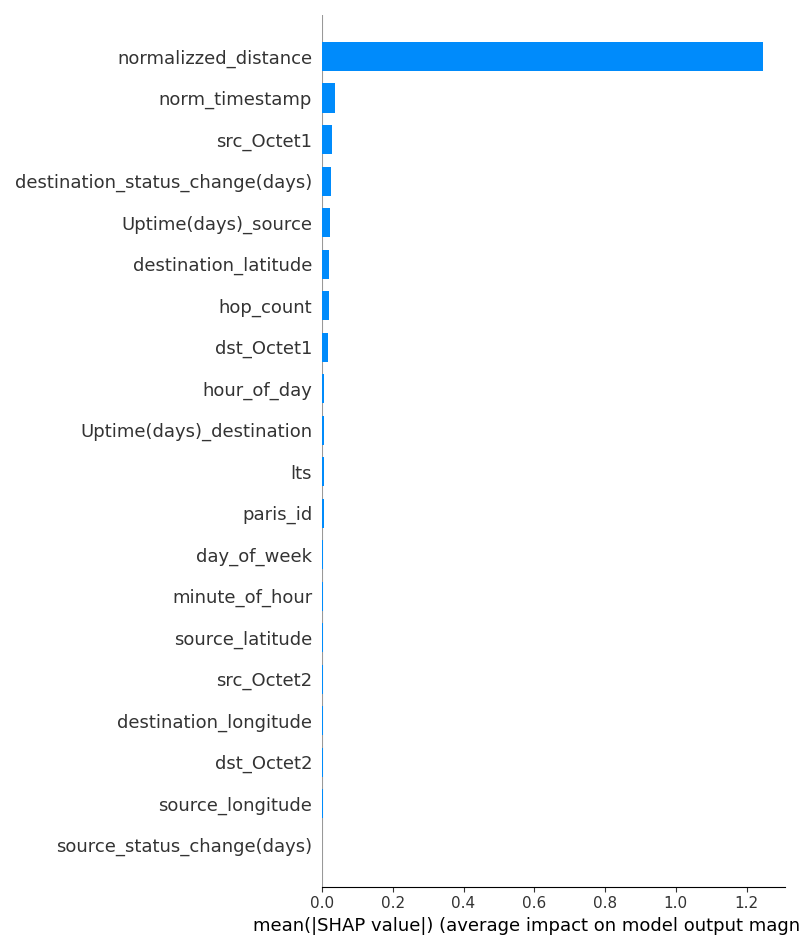 normalizzed_distance
norm_timestamp
src_Octet1
destination_status_change(days)
Uptime(days)_source
destination_latitude
hop_count
dst_Octet1
hour_of_day
Uptime(days)_destination
lts
paris_id
day_of_week
minute_of_hour
source_latitude
src_Octet2
destination_longitude
dst_Octet2
source_longitude
source_status_change(days)
0.0 0.2 0.4 0.6 0.8 1.0 1.2
mean(|SHAP value|) (average impact on model output magn